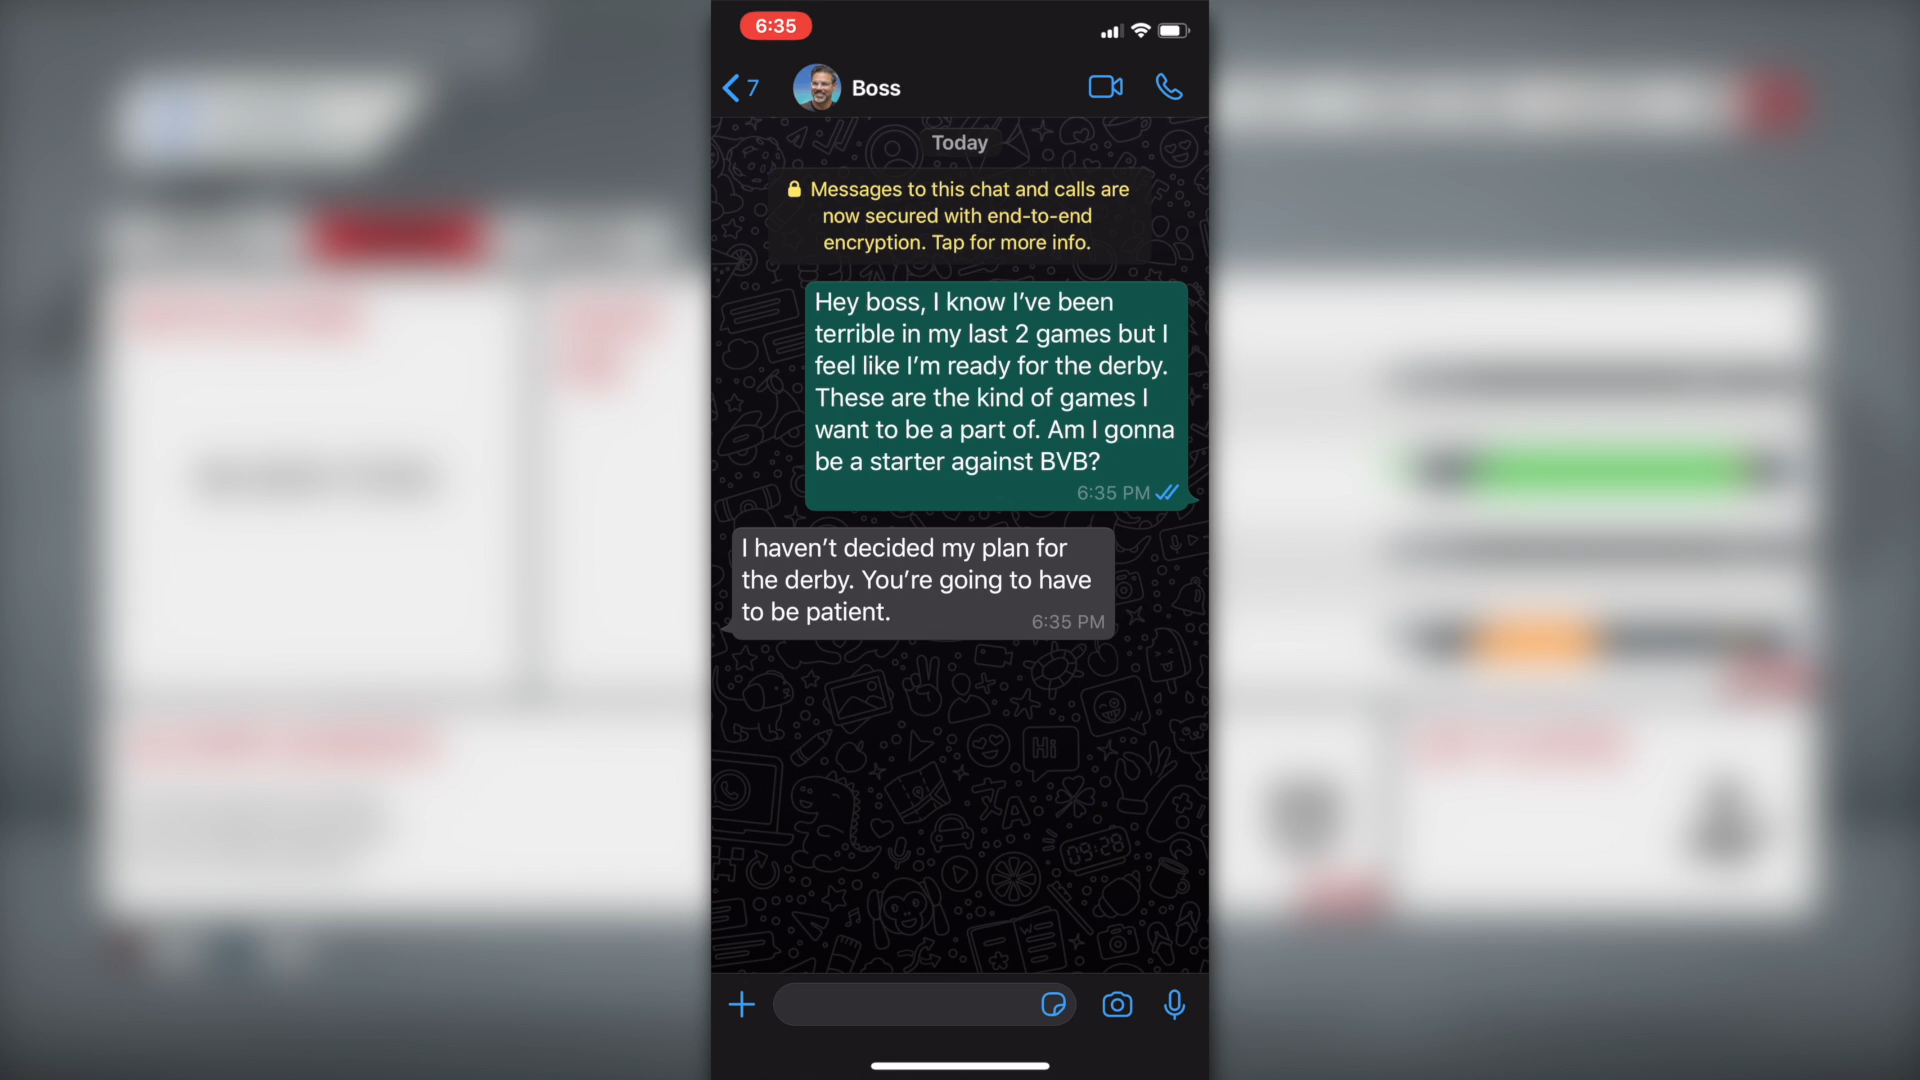 6:35
7
Boss
Today
Messages to this chat and calls are
now secured with end-to-end
encryption. Tap for more info.
Hey boss, I know I’ve been
terrible in my last 2 games but I
feel like I’m ready for the derby.
These are the kind of games I
want to be a part of. Am I gonna
be a starter against BVB?
6:35 PM
I haven’t decided my plan for
the derby. You’re going to have
to be patient.
6:35 PM
Hi
09:28